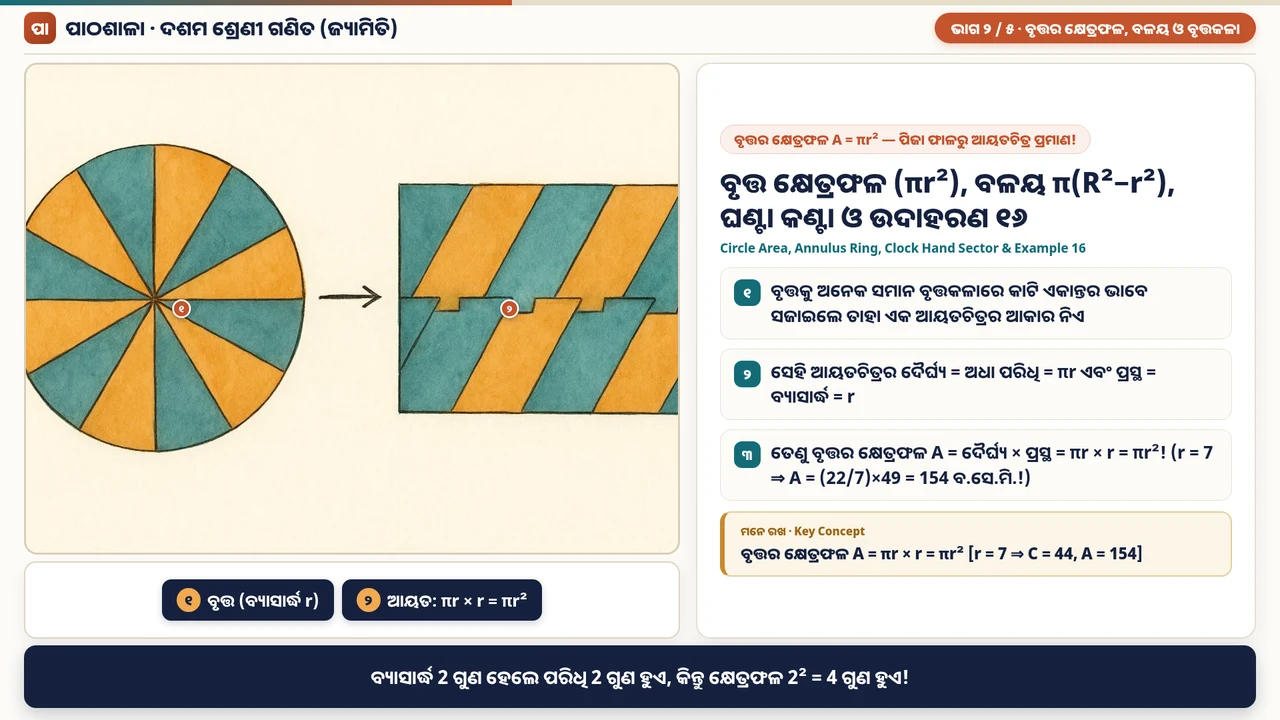 ପା ପାଠଶାଳା · ଦଶମ ଶ୍ରେଣୀ ଗଣିତ (ଜ୍ୟାମିତି)
ଭାଗ ୨ / ୫ · ବୃତ୍ତର କ୍ଷେତ୍ରଫଳ, ବଳୟ ଓ ବୃତ୍ତକଳା
୧
୨
୧ ବୃତ୍ତ (ବ୍ୟାସାର୍ଦ୍ଧ r)
୨ ଆୟତ: πr × r = πr²
ବୃତ୍ତର କ୍ଷେତ୍ରଫଳ A = πr² — ପିଜା ଫାଳରୁ ଆୟତଚିତ୍ର ପ୍ରମାଣ!
ବୃତ୍ତ କ୍ଷେତ୍ରଫଳ (πr²), ବଳୟ π(R²−r²),
ଘଣ୍ଟା କଣ୍ଟା ଓ ଉଦାହରଣ ୧୬
Circle Area, Annulus Ring, Clock Hand Sector & Example 16
୧ ବୃତ୍ତକୁ ଅନେକ ସମାନ ବୃତ୍ତକଳାରେ କାଟି ଏକାନ୍ତର ଭାବେ
ସଜାଇଲେ ତାହା ଏକ ଆୟତଚିତ୍ରର ଆକାର ନିଏ
୨ ସେହି ଆୟତଚିତ୍ରର ଦୈର୍ଘ୍ୟ = ଅଧା ପରିଧି = πr ଏବଂ ପ୍ରସ୍ଥ =
ବ୍ୟାସାର୍ଦ୍ଧ = r
୩ ତେଣୁ ବୃତ୍ତର କ୍ଷେତ୍ରଫଳ A = ଦୈର୍ଘ୍ୟ × ପ୍ରସ୍ଥ = πr × r = πr²! (r = 7
⇒ A = (22/7)×49 = 154 ବ.ସେ.ମି.!)
ମନେ ରଖ · Key Concept
ବୃତ୍ତର କ୍ଷେତ୍ରଫଳ A = πr × r = πr² [r = 7 ⇒ C = 44, A = 154]
ବ୍ୟାସାର୍ଦ୍ଧ 2 ଗୁଣ ହେଲେ ପରିଧି 2 ଗୁଣ ହୁଏ, କିନ୍ତୁ କ୍ଷେତ୍ରଫଳ 2² = 4 ଗୁଣ ହୁଏ!